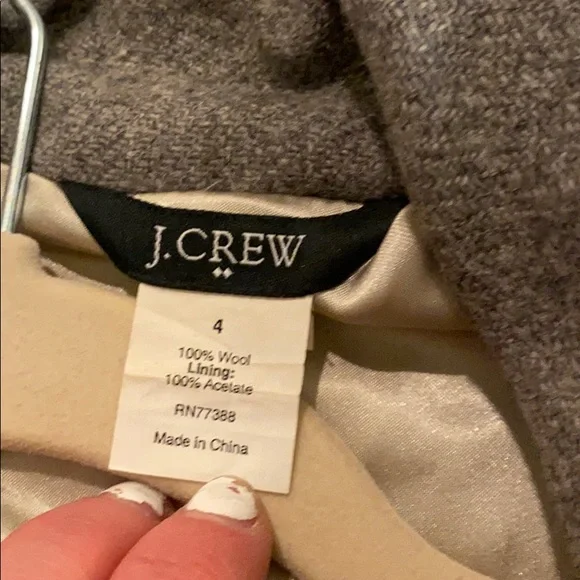 J.CREW
4
100% Wool
Lining:
100% Acetate
RN77388
Made in China